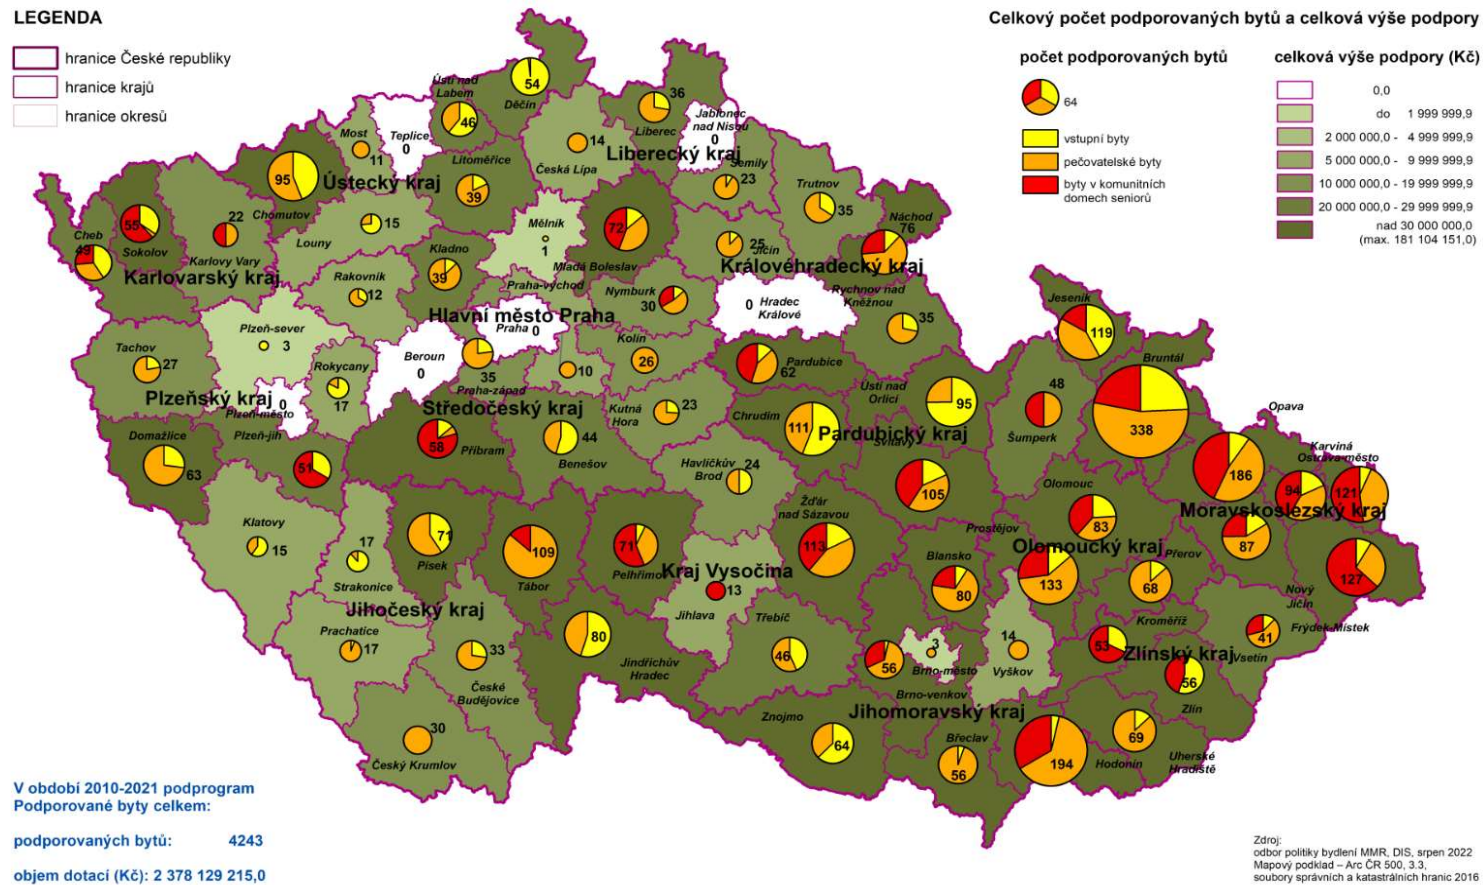 LEGENDA
hranice České republiky
hranice krajů
hranice okresů
Celkový počet podporovaných bytů a celková výše podpory
počet podporovaných bytů
64
vstupní byty
pečovatelské byty
byty v komunitních
domech seniorů
celková výše podpory (Kč)
0,0
do 1 999 999,9
2 000 000,0 - 4 999 999,9
5 000 000,0 - 9 999 999,9
10 000 000,0 - 19 999 999,9
20 000 000,0 - 29 999 999,9
nad 30 000 000,0
(max. 181 104 151,0)
Ústí nad
Labem
46
Děčín
54
Liberec
36
Jablonec
nad Nisou
0
Most
11
Teplice
0
Česká Lípa
14
Liberecký kraj
Semily
23
Litoměřice
39
Ústecký kraj
Chomutov
95
Trutnov
35
Náchod
76
Louny
15
Mělník
1
Mladá Boleslav
72
Jičín
25
Královéhradecký kraj
Cheb
49
Sokolov
55
Karlovy Vary
22
Karlovarský kraj
Rakovník
12
Kladno
39
Praha-východ
10
Nymburk
30
Hradec
Králové
0
Rychnov nad
Kněžnou
35
Hlavní město Praha
Praha 0
Plzeň-sever
3
Tachov
27
Rokycany
17
Beroun
0
Praha-západ
35
Kolín
26
Pardubice
62
Ústí nad
Orlicí
95
Jeseník
119
Bruntál
338
Plzeňský kraj
Plzeň-město
0
Středočeský kraj
Kutná
Hora
23
Chrudim
111
Pardubický kraj
Svitavy
105
Šumperk
48
Opava
186
Karviná
121
Ostrava-město
94
Moravskoslezský kraj
Domažlice
63
Plzeň-jih
51
Příbram
58
Benešov
44
Havlíčkův
Brod
24
Žďár
nad Sázavou
113
Olomouc
83
Olomoucký kraj
Prostějov
133
Přerov
87
Nový
Jičín
127
Klatovy
15
Strakonice
17
Písek
71
Tábor
109
Pelhřimov
71
Kraj Vysočina
Jihlava
13
Blansko
80
Kroměříž
68
Frýdek-Místek
Jihočeský kraj
Prachatice
17
České
Budějovice
33
Jindřichův
Hradec
80
Třebíč
46
Brno-město
3
Brno-venkov
56
Vyškov
14
53
Zlínský kraj
Vsetín
41
Zlín
56
Český Krumlov
30
Znojmo
64
Jihomoravský kraj
Břeclav
56
Hodonín
194
Uherské
Hradiště
69
V období 2010-2021 podprogram
Podporované byty celkem:
podporovaných bytů: 4243
objem dotací (Kč): 2 378 129 215,0
Zdroj:
odbor politiky bydlení MMR, DIS, srpen 2022
Mapový podklad – Arc ČR 500, 3.3,
soubory správních a katastrálních hranic 2016